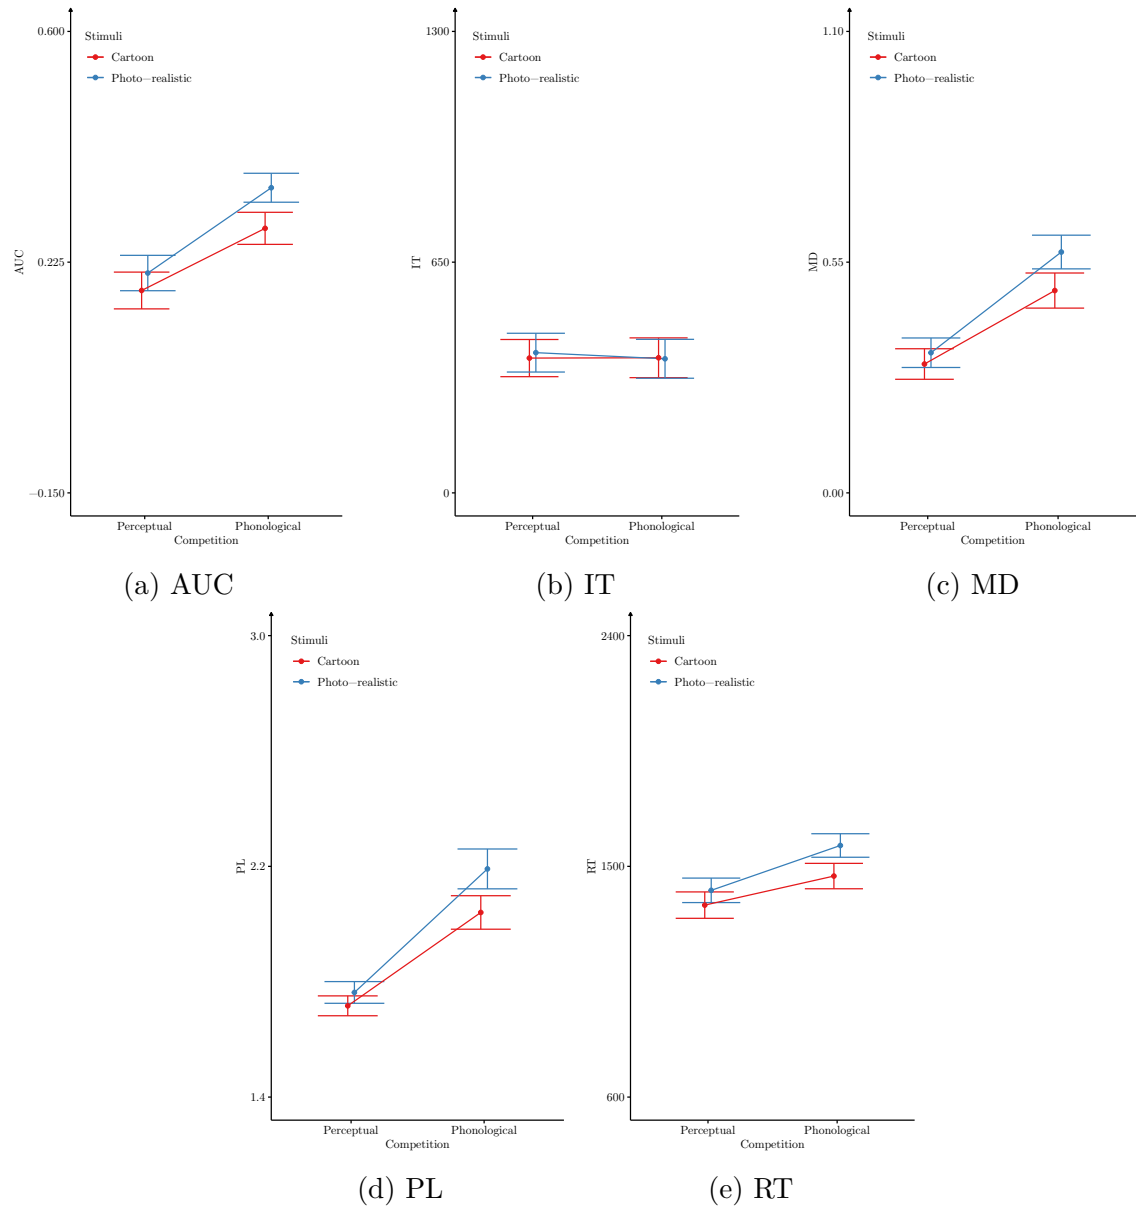 0.600
Stimuli
Cartoon
Photo−realistic
AUC
0.225
−0.150
Perceptual Phonological
Competition
(a) AUC
1300
Stimuli
Cartoon
Photo−realistic
IT
650
0
Perceptual Phonological
Competition
(b) IT
1.10
Stimuli
Cartoon
Photo−realistic
MD
0.55
0.00
Perceptual Phonological
Competition
(c) MD
3.0
Stimuli
Cartoon
Photo−realistic
PL
2.2
1.4
Perceptual Phonological
Competition
(d) PL
2400
Stimuli
Cartoon
Photo−realistic
RT
1500
600
Perceptual Phonological
Competition
(e) RT